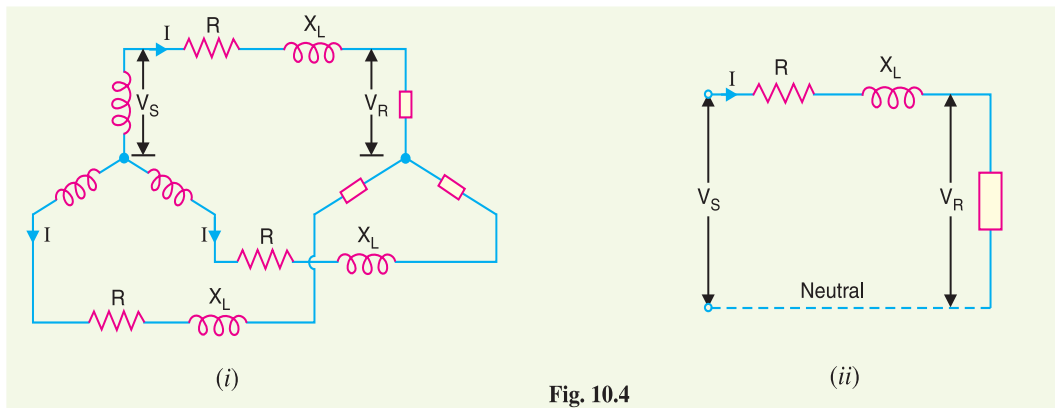 I R X_L
V_S V_R
I I R X_L
R X_L
(i)
I R X_L
V_S V_R
Neutral
(ii)
Fig. 10.4